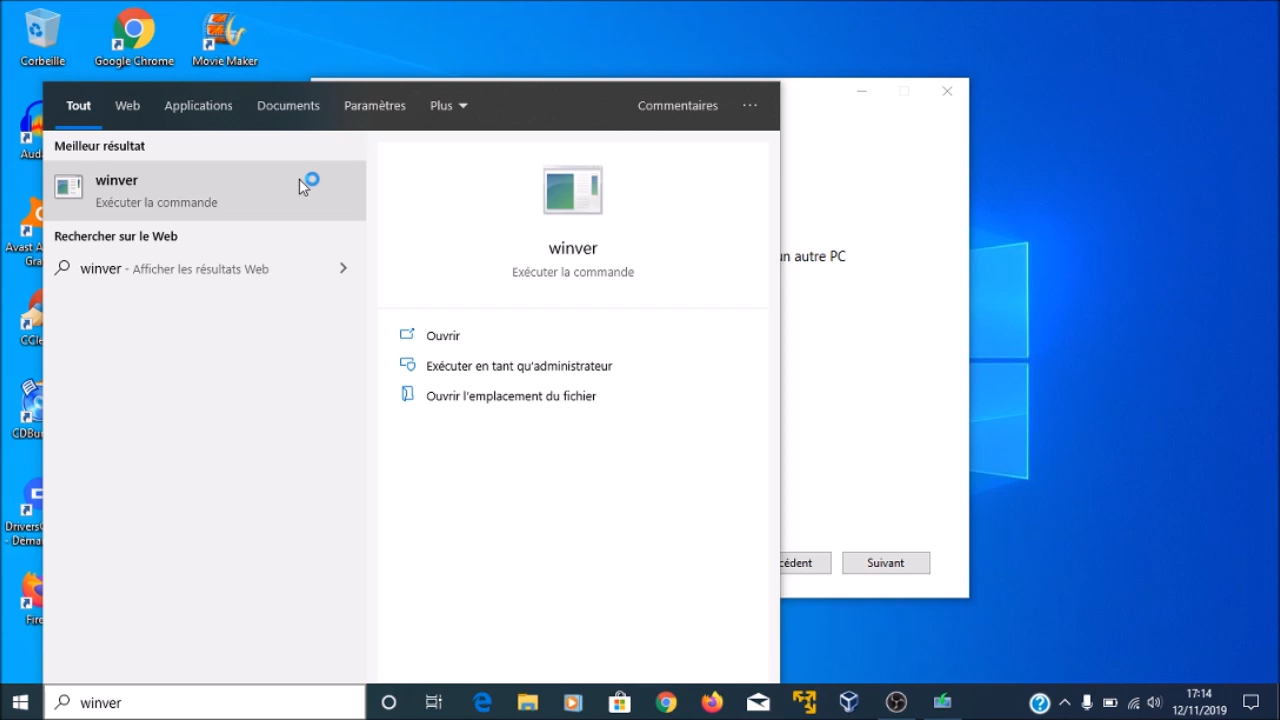 Corbeille
Google Chrome
Movie Maker
Tout
Web
Applications
Documents
Paramètres
Plus
Commentaires
Meilleur résultat
winver
Exécuter la commande
Rechercher sur le Web
winver - Afficher les résultats Web
winver
Exécuter la commande
Ouvrir
Exécuter en tant qu'administrateur
Ouvrir l'emplacement du fichier
un autre PC
cédent
Suivant
Aud
Avast A
Gra
CCle
CDBur
Drivers
- Déma
Fire
winver
17:14
12/11/2019